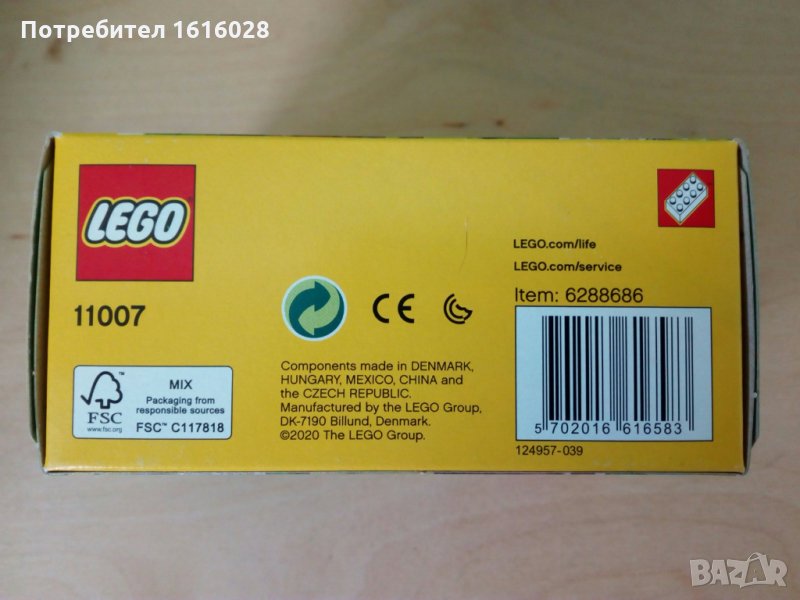 Потребител 1616028
LEGO
11007
FSC™
www.fsc.org
MIX
Packaging from
responsible sources
FSC™ C117818
CE
Components made in DENMARK,
HUNGARY, MEXICO, CHINA and
the CZECH REPUBLIC.
Manufactured by the LEGO Group,
DK-7190 Billund, Denmark.
©2020 The LEGO Group.
LEGO.com/life
LEGO.com/service
Item: 6288686
5 702016 616583
124957-039
BAZAR